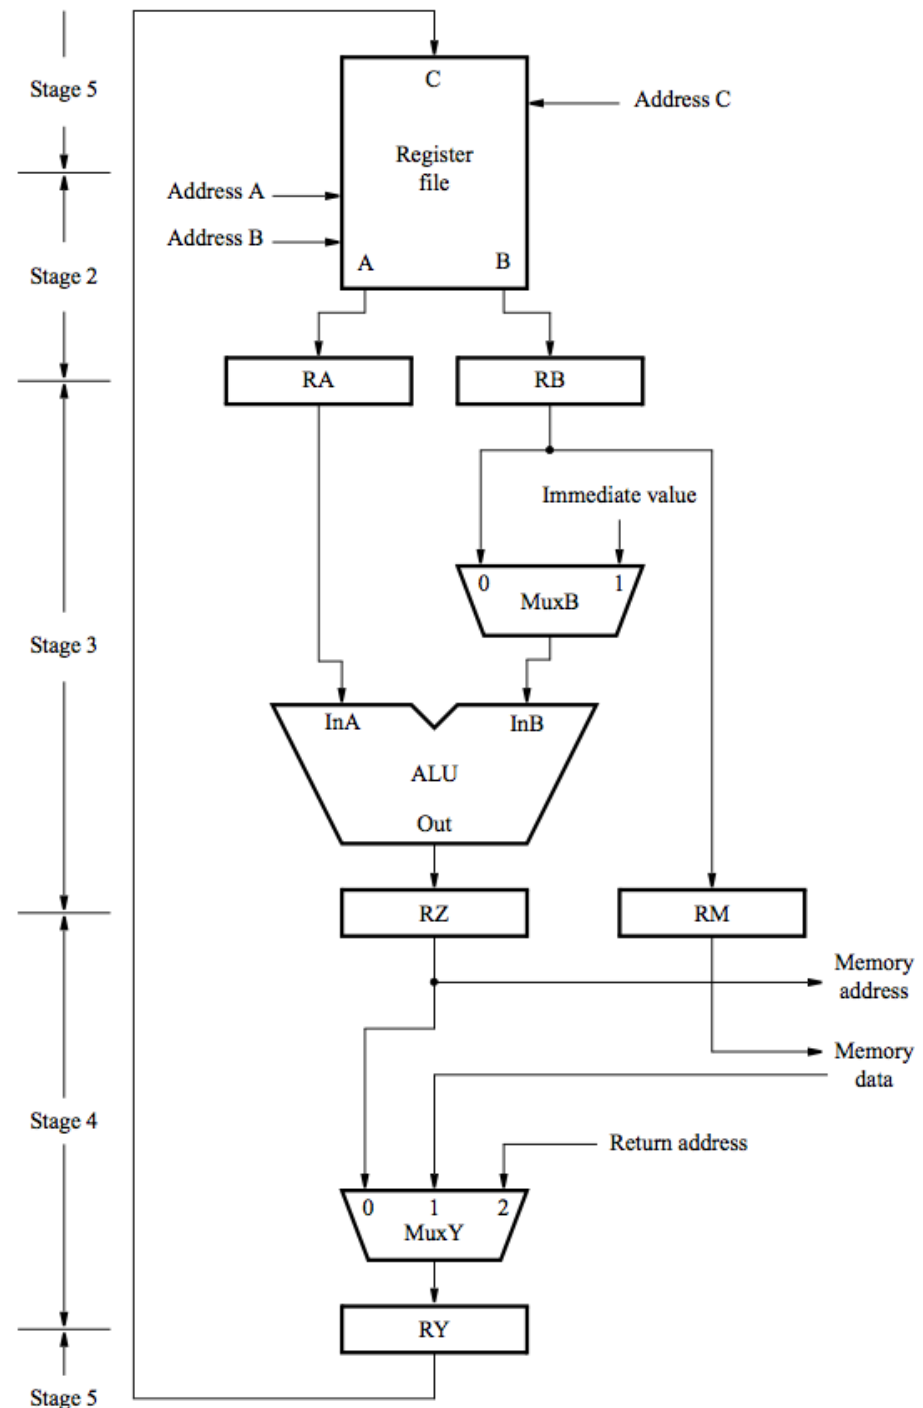 Stage 5
C
Address C
Register
file
Address A
Address B
A
B
Stage 2
RA
RB
Immediate value
0
1
MuxB
Stage 3
InA
InB
ALU
Out
RZ
RM
Memory
address
Memory
data
Stage 4
Return address
0
1
2
MuxY
RY
Stage 5